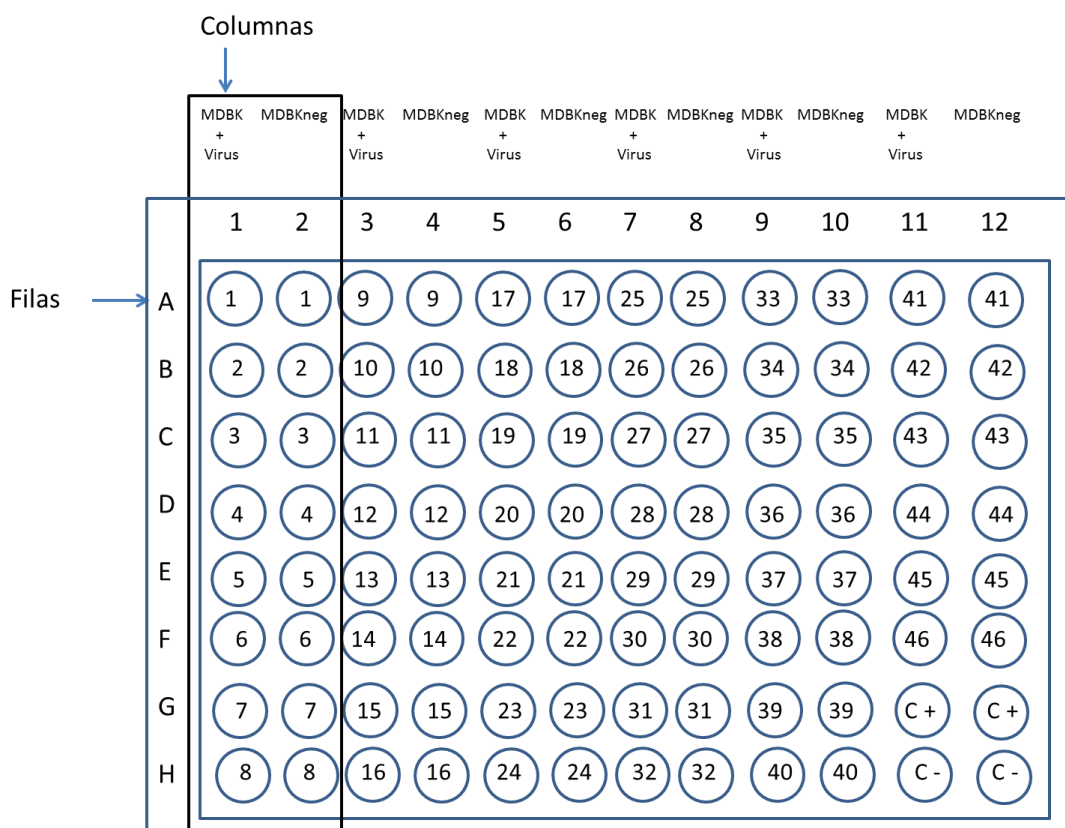 Columnas
MDBK MDBKneg MDBK MDBKneg MDBK MDBKneg MDBK MDBKneg MDBK MDBKneg MDBK MDBKneg
+ + + + + +
Virus Virus Virus Virus Virus Virus
1 2 3 4 5 6 7 8 9 10 11 12
Filas A 1 1 9 9 17 17 25 25 33 33 41 41
B 2 2 10 10 18 18 26 26 34 34 42 42
C 3 3 11 11 19 19 27 27 35 35 43 43
D 4 4 12 12 20 20 28 28 36 36 44 44
E 5 5 13 13 21 21 29 29 37 37 45 45
F 6 6 14 14 22 22 30 30 38 38 46 46
G 7 7 15 15 23 23 31 31 39 39 C + C +
H 8 8 16 16 24 24 32 32 40 40 C - C -